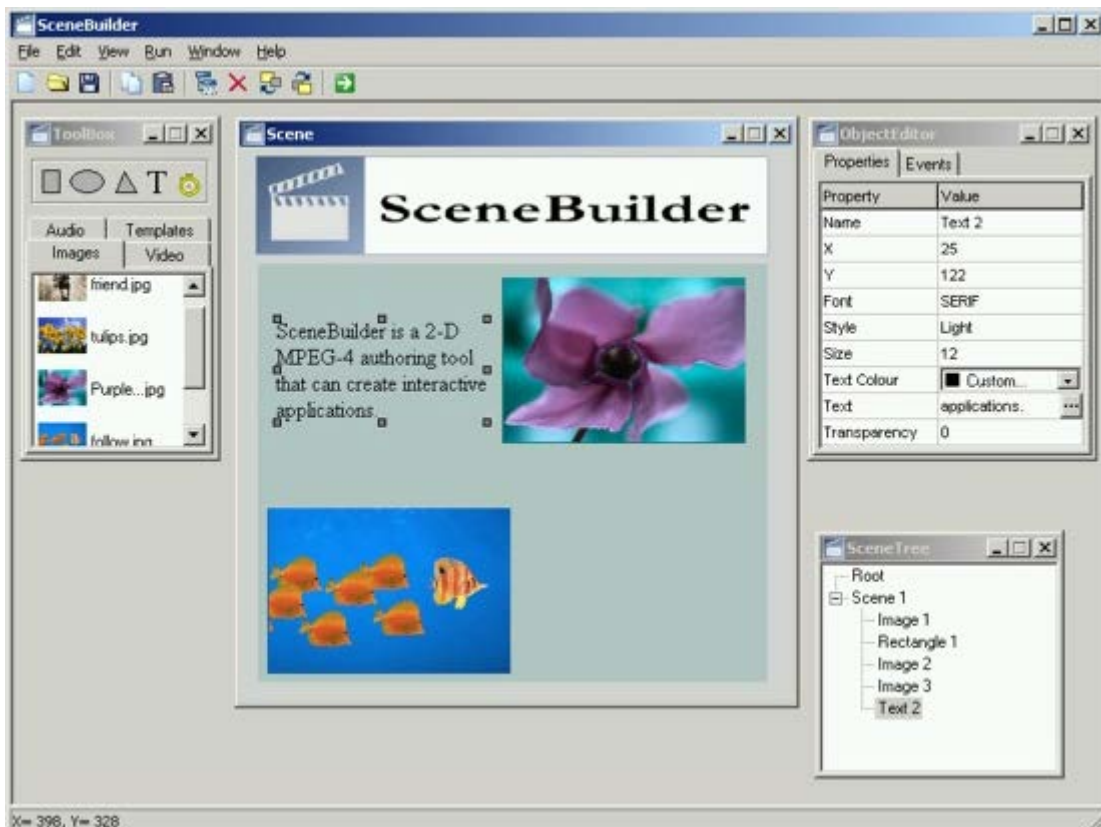 SceneBuilder
File Edit View Run Window Help
ToolBox
T
Audio Templates
Images Video
friend.jpg
tulips.jpg
Purple...jpg
follow.jpg
Scene
SceneBuilder
SceneBuilder is a 2-D
MPEG-4 authoring tool
that can create interactive
applications.
ObjectEditor
Properties Events
Property Value
Name Text 2
X 25
Y 122
Font SERIF
Style Light
Size 12
Text Colour Custom...
Text applications. ...
Transparency 0
SceneTree
Root
Scene 1
Image 1
Rectangle 1
Image 2
Image 3
Text 2
X= 398, Y= 328